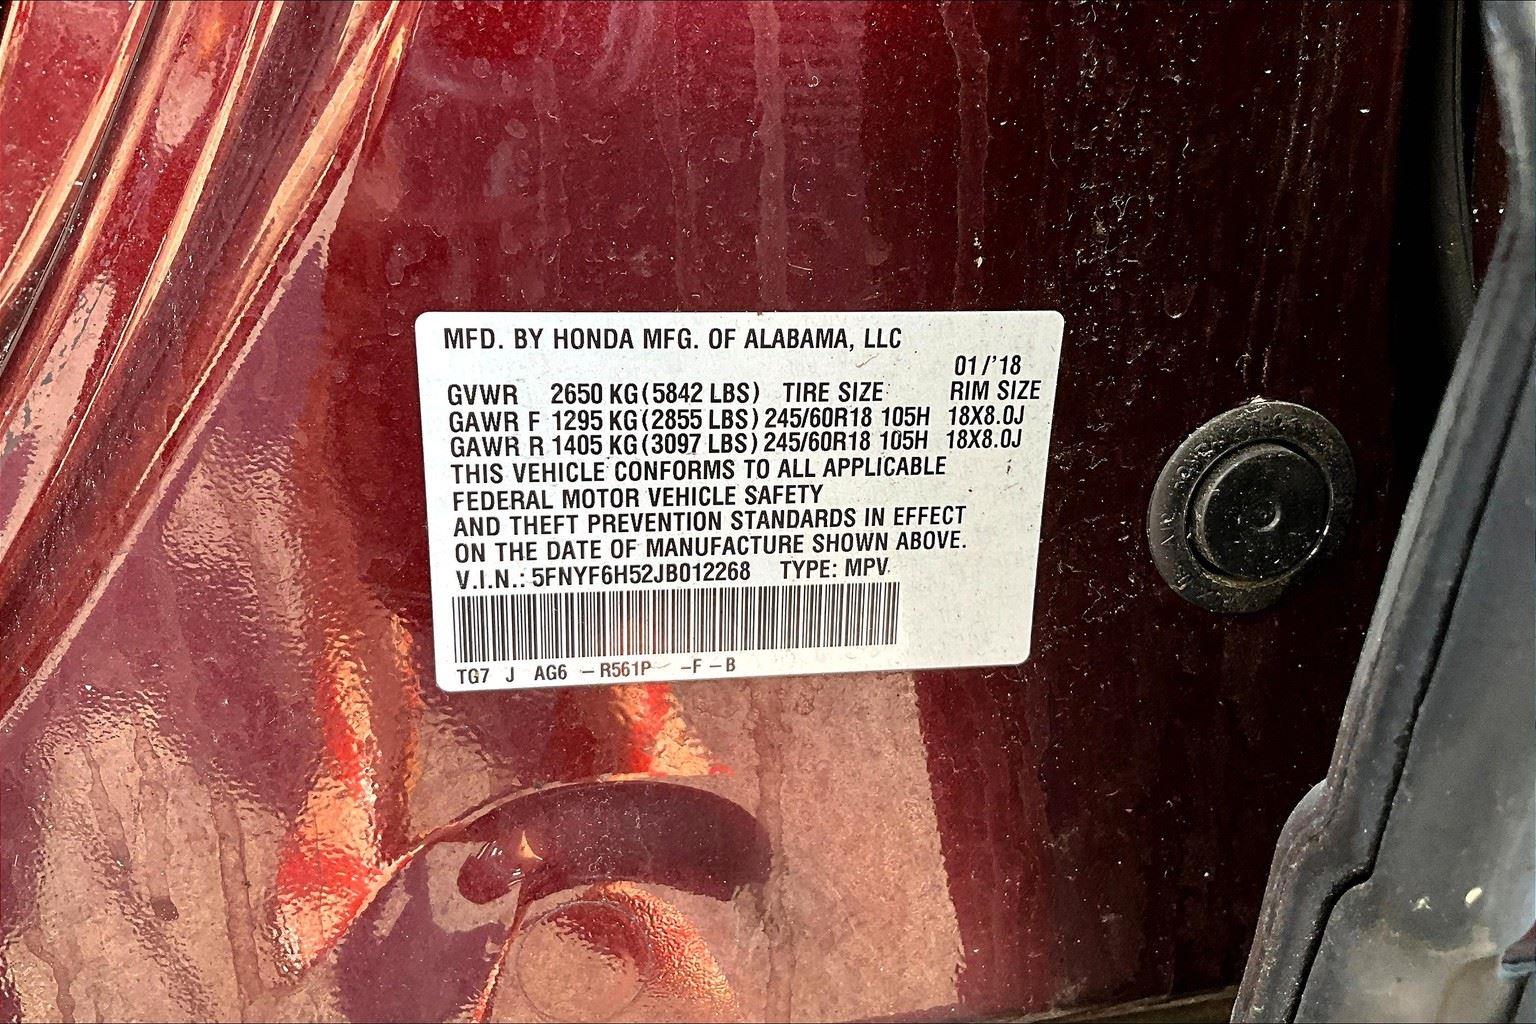 MFD. BY HONDA MFG. OF ALABAMA, LLC
01/'18
GVWR 2650 KG (5842 LBS) TIRE SIZE RIM SIZE
GAWR F 1295 KG (2855 LBS) 245/60R18 105H 18X8.0J
GAWR R 1405 KG (3097 LBS) 245/60R18 105H 18X8.0J
THIS VEHICLE CONFORMS TO ALL APPLICABLE
FEDERAL MOTOR VEHICLE SAFETY
AND THEFT PREVENTION STANDARDS IN EFFECT
ON THE DATE OF MANUFACTURE SHOWN ABOVE.
V.I.N.: 5FNYF6H52JB012268 TYPE: MPV
TG7 J AG6 – R561P –F – B